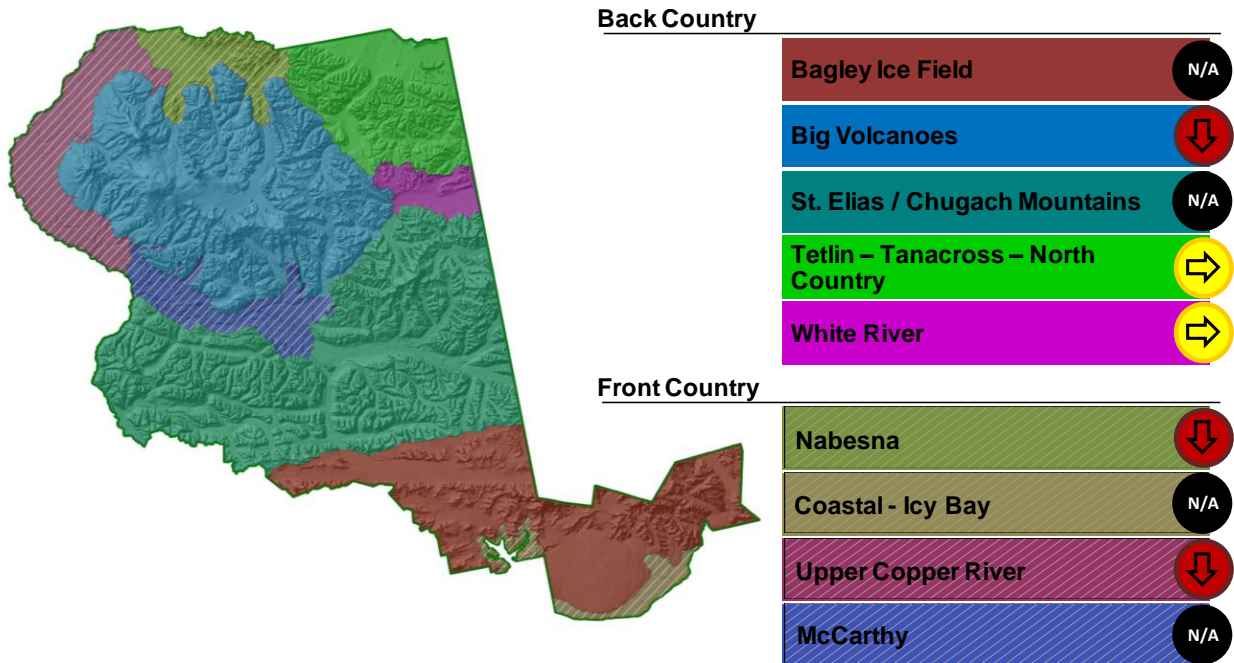 Back Country
Bagley Ice Field
N/A
Big Volcanoes
St. Elias / Chugach Mountains
N/A
Tetlin – Tanacross – North
Country
White River
Front Country
Nabesna
Coastal - Icy Bay
N/A
Upper Copper River
McCarthy
N/A